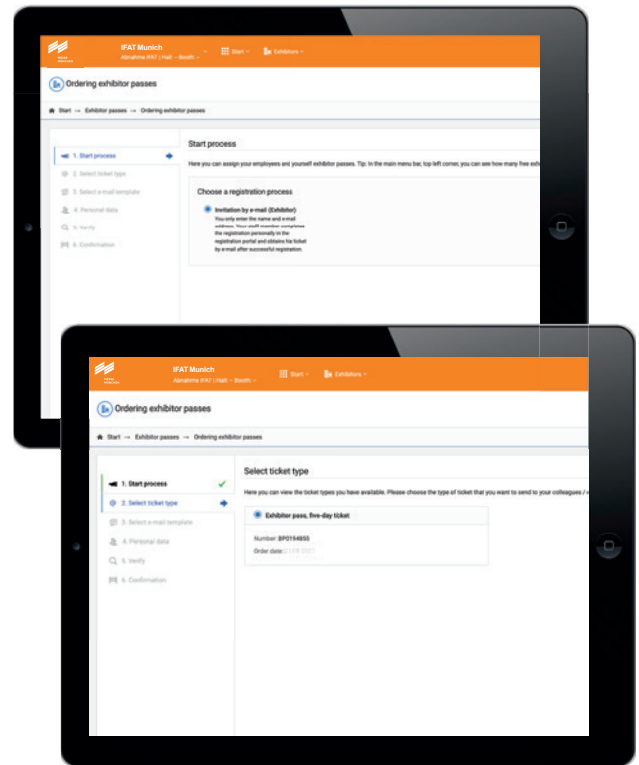 IFAT Munich
Abnahme IFAT | Hall: – Booth: –
Start
Exhibitors
Ordering exhibitor passes
Start → Exhibitor passes → Ordering exhibitor passes
1. Start process
2. Select ticket type
3. Select e-mail template
4. Personal data
5. Verify
6. Confirmation
Start process
Here you can assign your employees and yourself exhibitor passes. Tip: In the main menu bar, top left corner, you can see how many free
Choose a registration process
Invitation by e-mail (Exhibitor)
You only enter the name and e-mail
address. Your staff member completes
the registration personally in the
registration portal and obtains his ticket
by e-mail after successful registration.
IFAT Munich
Abnahme IFAT | Hall: – Booth: –
Start
Exhibitors
Ordering exhibitor passes
Start → Exhibitor passes → Ordering exhibitor passes
1. Start process
2. Select ticket type
3. Select e-mail template
4. Personal data
5. Verify
6. Confirmation
Select ticket type
Here you can view the ticket types you have available. Please choose the type of ticket that you want to send to your colleagues /
Exhibitor pass, five-day ticket
Number: BPO194855
Order date: